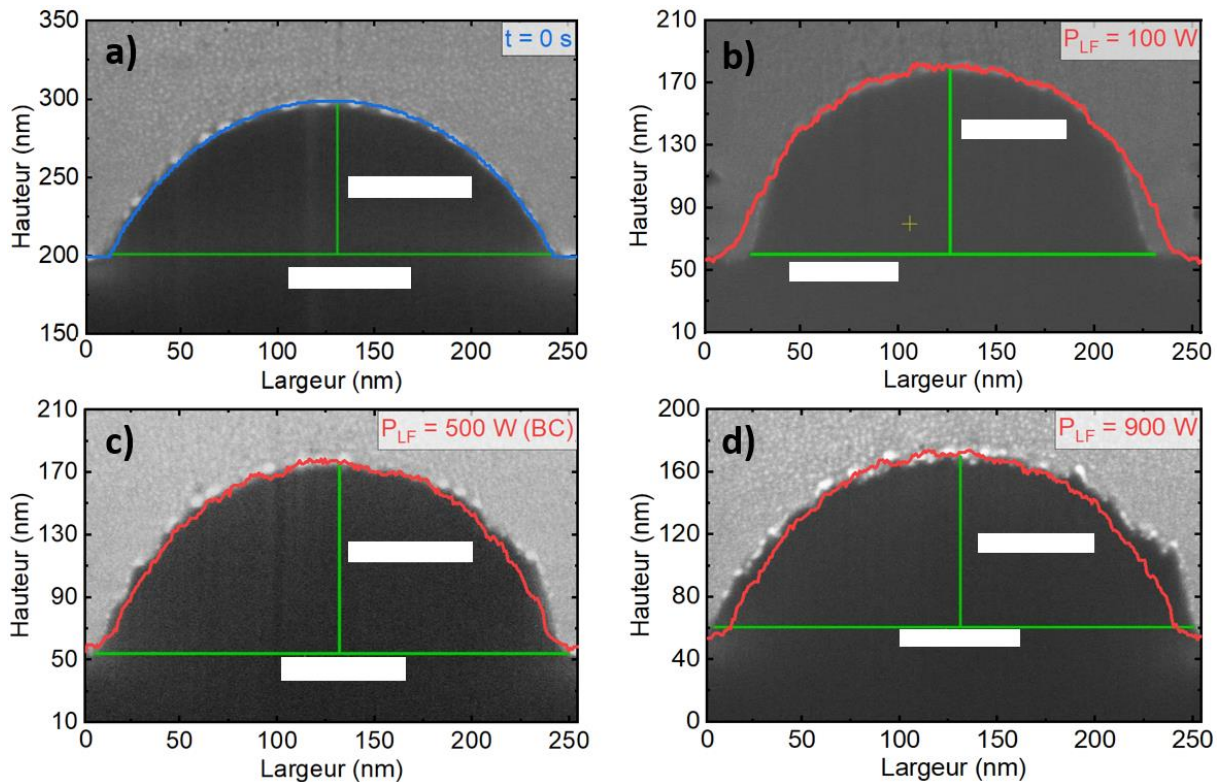 a)
t = 0 s
350
300
250
200
150
Hauteur (nm)
0 50 100 150 200 250
Largeur (nm)
b)
P_LF = 100 W
210
170
130
90
50
10
Hauteur (nm)
0 50 100 150 200 250
Largeur (nm)
c)
P_LF = 500 W (BC)
210
170
130
90
50
10
Hauteur (nm)
0 50 100 150 200 250
Largeur (nm)
d)
P_LF = 900 W
200
160
120
80
40
0
Hauteur (nm)
0 50 100 150 200 250
Largeur (nm)